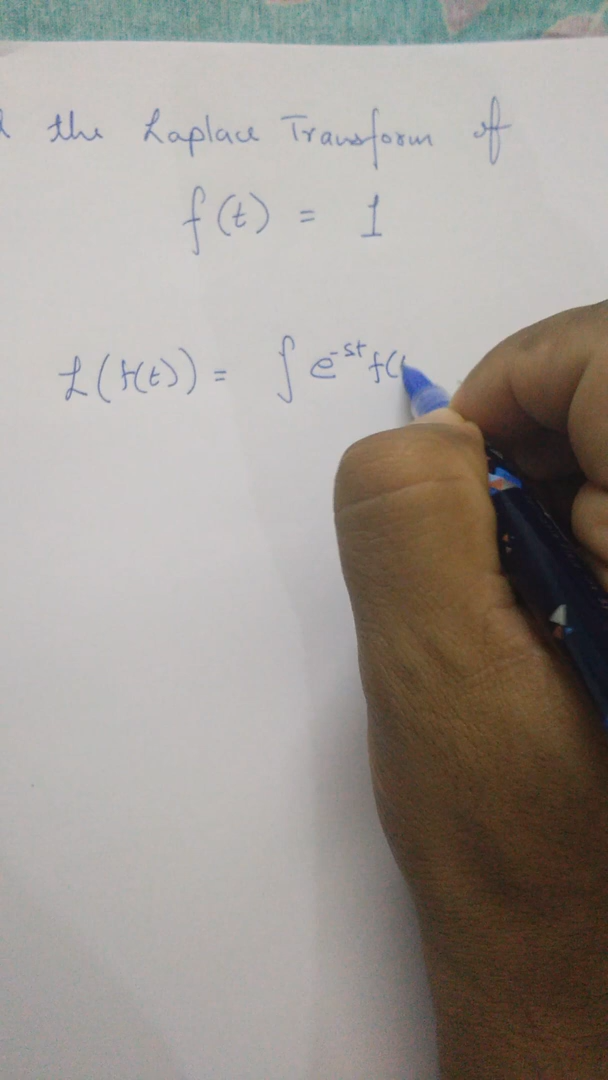 the Laplace Transform of
f(t) = 1
L(f(t)) = ∫ e^-st f(